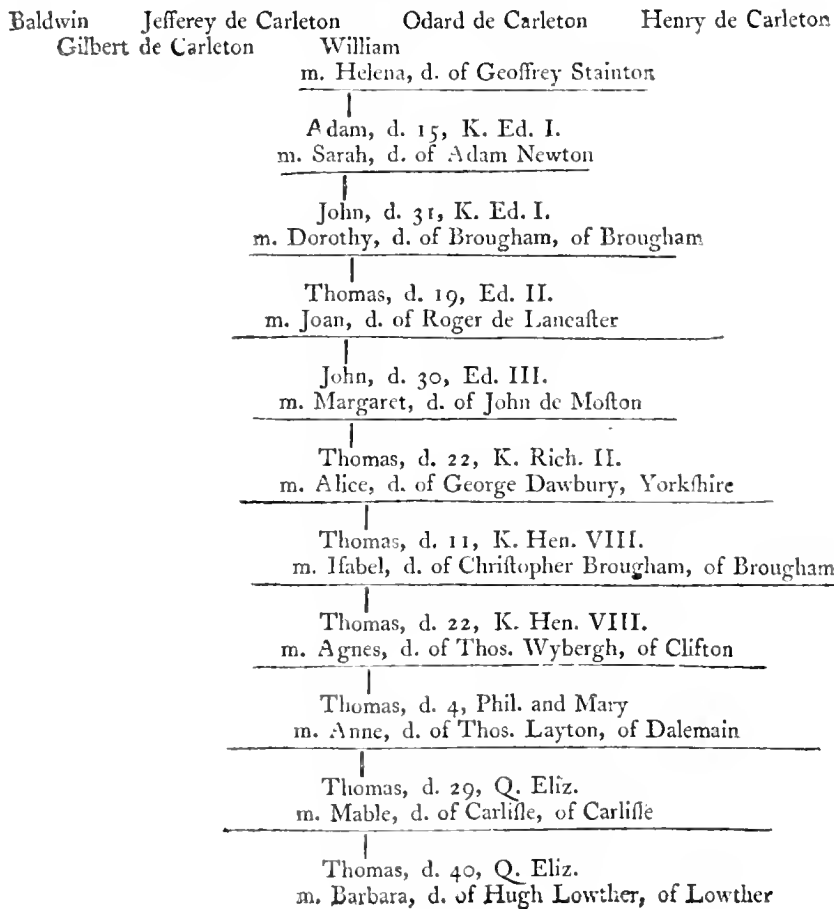 Baldwin Jefferey de Carleton Odard de Carleton Henry de Carleton
Gilbert de Carleton William
m. Helena, d. of Geoffrey Stainton
Adam, d. 15, K. Ed. I.
m. Sarah, d. of Adam Newton
John, d. 31, K. Ed. I.
m. Dorothy, d. of Brougham, of Brougham
Thomas, d. 19, Ed. II.
m. Joan, d. of Roger de Lancaſter
John, d. 30, Ed. III.
m. Margaret, d. of John de Moſton
Thomas, d. 22, K. Rich. II.
m. Alice, d. of George Dawbury, Yorkſhire
Thomas, d. 11, K. Hen. VIII.
m. Iſabel, d. of Chriſtopher Brougham, of Brougham
Thomas, d. 22, K. Hen. VIII.
m. Agnes, d. of Thos. Wybergh, of Clifton
Thomas, d. 4, Phil. and Mary
m. Anne, d. of Thos. Layton, of Dalemain
Thomas, d. 29, Q. Eliz.
m. Mable, d. of Carliſle, of Carliſle
Thomas, d. 40, Q. Eliz.
m. Barbara, d. of Hugh Lowther, of Lowther